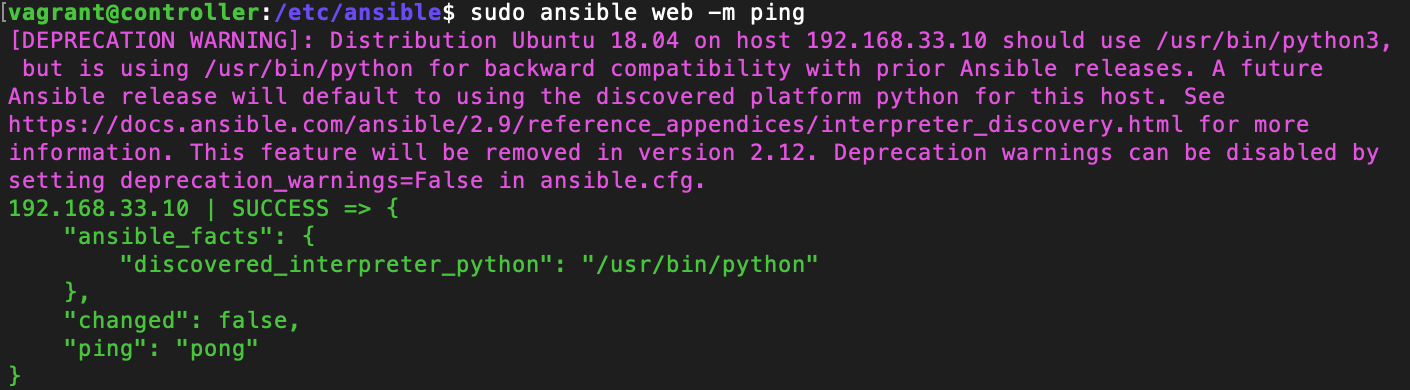 [vagrant@controller:/etc/ansible$ sudo ansible web -m ping
[DEPRECATION WARNING]: Distribution Ubuntu 18.04 on host 192.168.33.10 should use /usr/bin/python3,
 but is using /usr/bin/python for backward compatibility with prior Ansible releases. A future
Ansible release will default to using the discovered platform python for this host. See
https://docs.ansible.com/ansible/2.9/reference_appendices/interpreter_discovery.html for more
information. This feature will be removed in version 2.12. Deprecation warnings can be disabled by
setting deprecation_warnings=False in ansible.cfg.
192.168.33.10 | SUCCESS => {
    "ansible_facts": {
        "discovered_interpreter_python": "/usr/bin/python"
    },
    "changed": false,
    "ping": "pong"
}